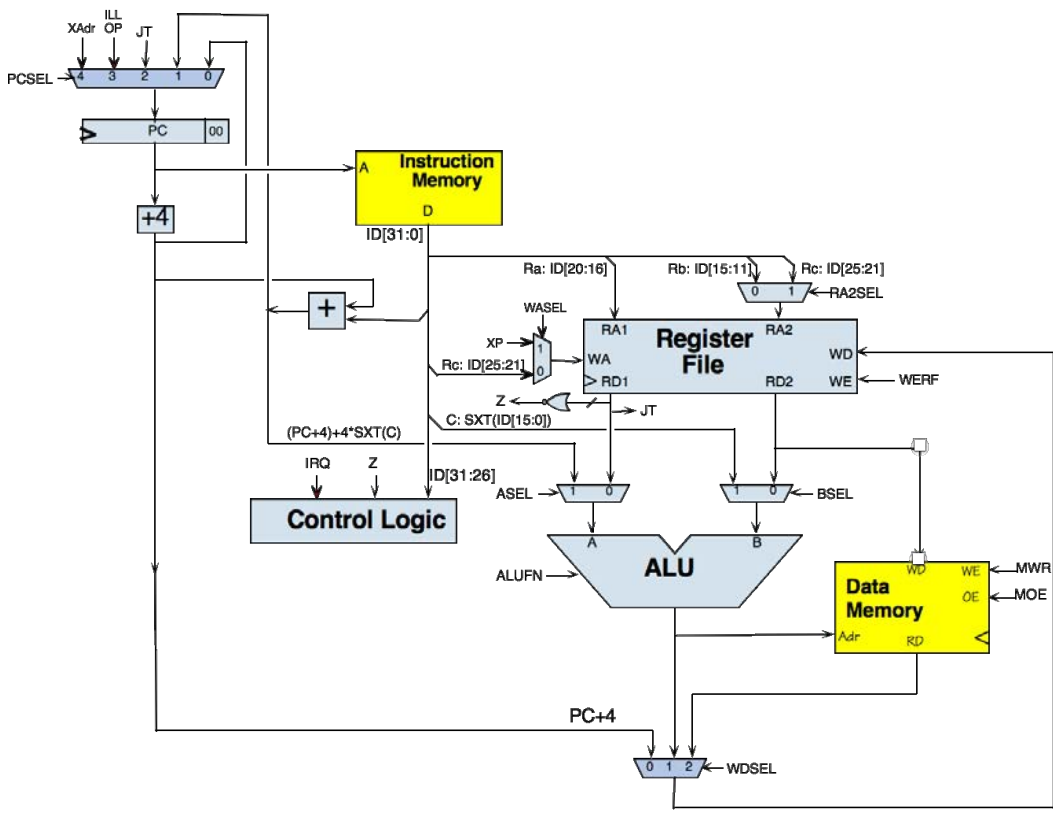 ILL
XAdr OP JT
PCSEL 4 3 2 1 0
PC 00
+4
A Instruction
Memory
D
ID[31:0]
Ra: ID[20:16] Rb: ID[15:11] Rc: ID[25:21]
0 1 RA2SEL
+
WASEL
XP 1
Rc: ID[25:21] 0
RA1 RA2
Register
File
WA WD
RD1 RD2 WE WERF
Z JT
C: SXT(ID[15:0])
(PC+4)+4*SXT(C)
IRQ Z ID[31:26]
Control Logic
ASEL 1 0 1 0 BSEL
A B
ALU
ALUFN
WD WE MWR
OE MOE
Data
Memory
Adr RD
PC+4
0 1 2 WDSEL